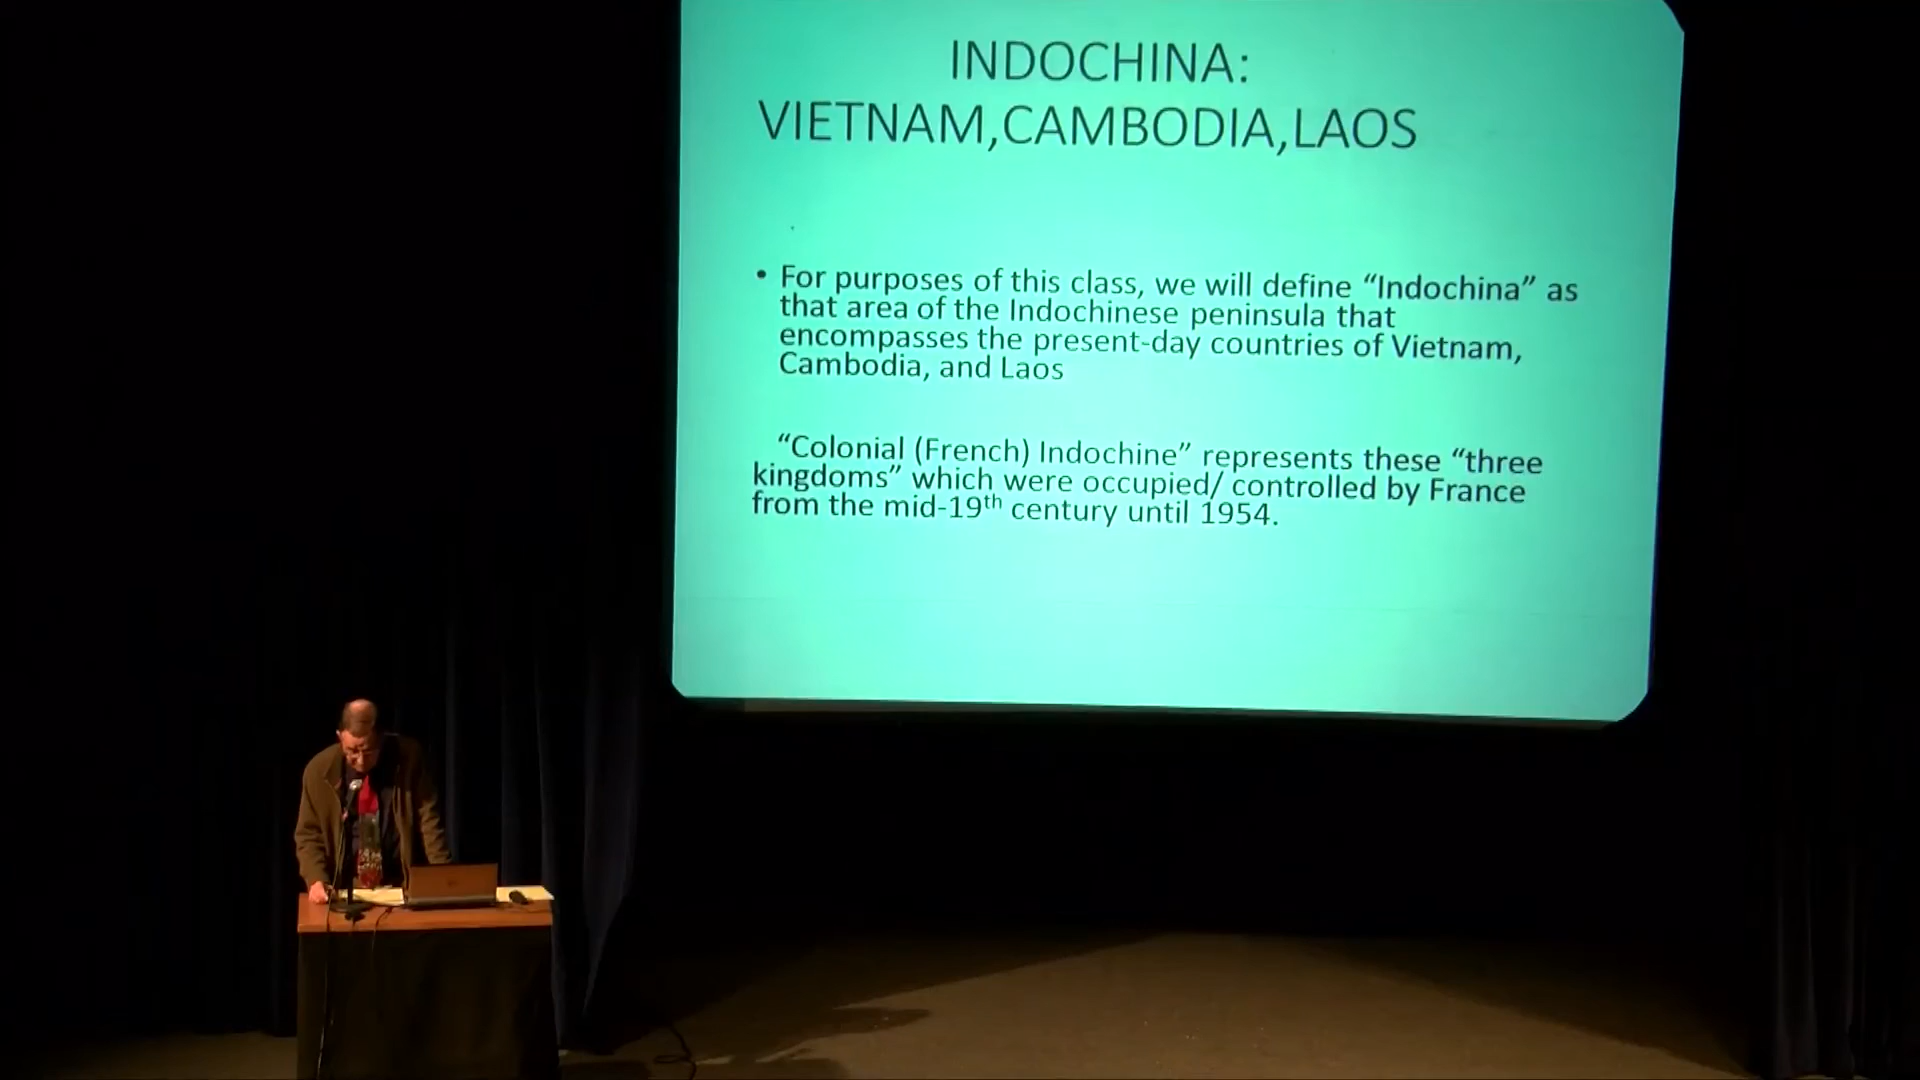 INDOCHINA:
VIETNAM,CAMBODIA,LAOS
• For purposes of this class, we will define “Indochina” as
that area of the Indochinese peninsula that
encompasses the present-day countries of Vietnam,
Cambodia, and Laos
“Colonial (French) Indochine” represents these “three
kingdoms” which were occupied/ controlled by France
from the mid-19th century until 1954.